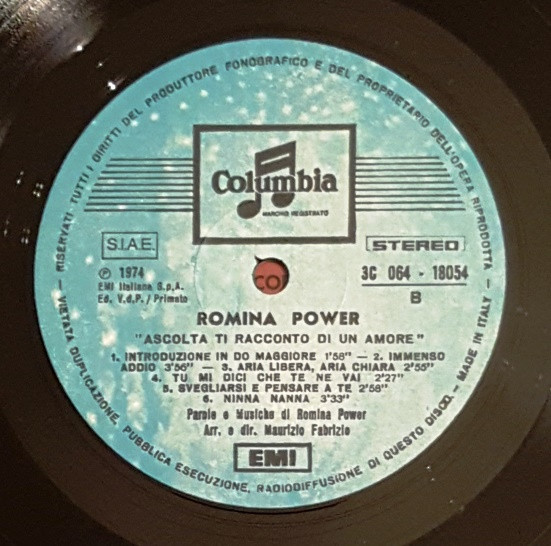 RISERVATI TUTTI I DIRITTI DEL PRODUTTORE FONOGRAFICO E DEL PROPRIETARIO DELL'OPERA RIPRODOTTA - MADE IN ITALY -
Columbia
MARCHIO REGISTRATO
S.I.A.E.
STEREO
℗ 1974
EMI Italiana S.p.A.
Ed. V.d.P./ Primato
3C 064 - 18054
B
COL
ROMINA POWER
"ASCOLTA TI RACCONTO DI UN AMORE"
1. INTRODUZIONE IN DO MAGGIORE 1'58" — 2. IMMENSO
ADDIO 3'56" — 3. ARIA LIBERA, ARIA CHIARA 2'55"
4. TU MI DICI CHE TE NE VAI 2'27"
5. SVEGLIARSI E PENSARE A TE 2'58"
6. NINNA NANNA 3'33"
Parole e Musiche di Romina Power
Arr. e dir. Maurizio Fabrizio
EMI
VIETATA DUPLICAZIONE, PUBBLICA ESECUZIONE, RADIODIFFUSIONE DI QUESTO DISCO.